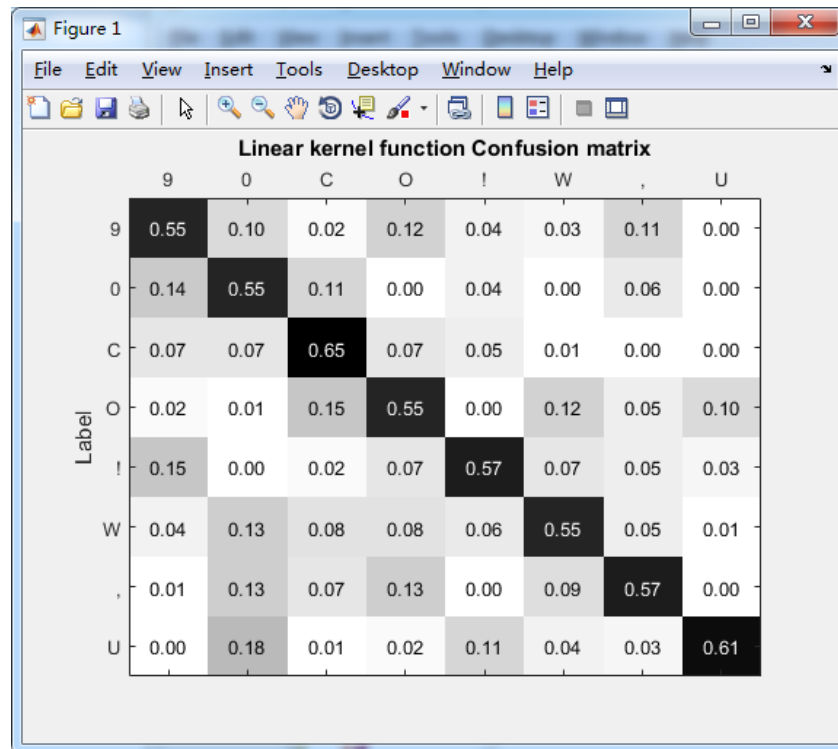 Figure 1
File Edit View Insert Tools Desktop Window Help
Linear kernel function Confusion matrix
9 0 C O ! W , U
9 0.55 0.10 0.02 0.12 0.04 0.03 0.11 0.00
0 0.14 0.55 0.11 0.00 0.04 0.00 0.06 0.00
C 0.07 0.07 0.65 0.07 0.05 0.01 0.00 0.00
O 0.02 0.01 0.15 0.55 0.00 0.12 0.05 0.10
Label
! 0.15 0.00 0.02 0.07 0.57 0.07 0.05 0.03
W 0.04 0.13 0.08 0.08 0.06 0.55 0.05 0.01
, 0.01 0.13 0.07 0.13 0.00 0.09 0.57 0.00
U 0.00 0.18 0.01 0.02 0.11 0.04 0.03 0.61